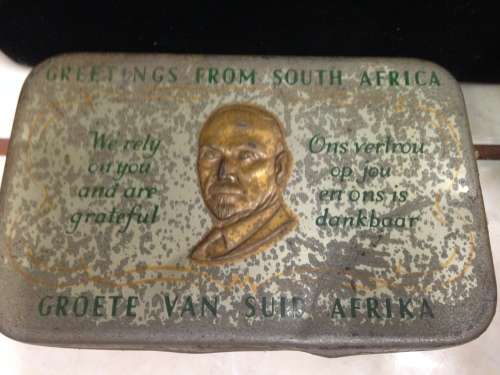 GREETINGS FROM SOUTH AFRICA
We rely
on you
and are
grateful
Ons vertrou
op jou
en ons is
dankbaar
GROETE VAN SUID AFRIKA